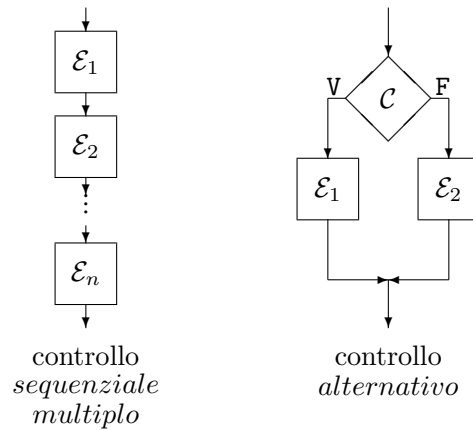 ℰ₁
ℰ₂
ℰₙ
controllo
sequenziale
multiplo
V
F
𝒞
ℰ₁
ℰ₂
controllo
alternativo